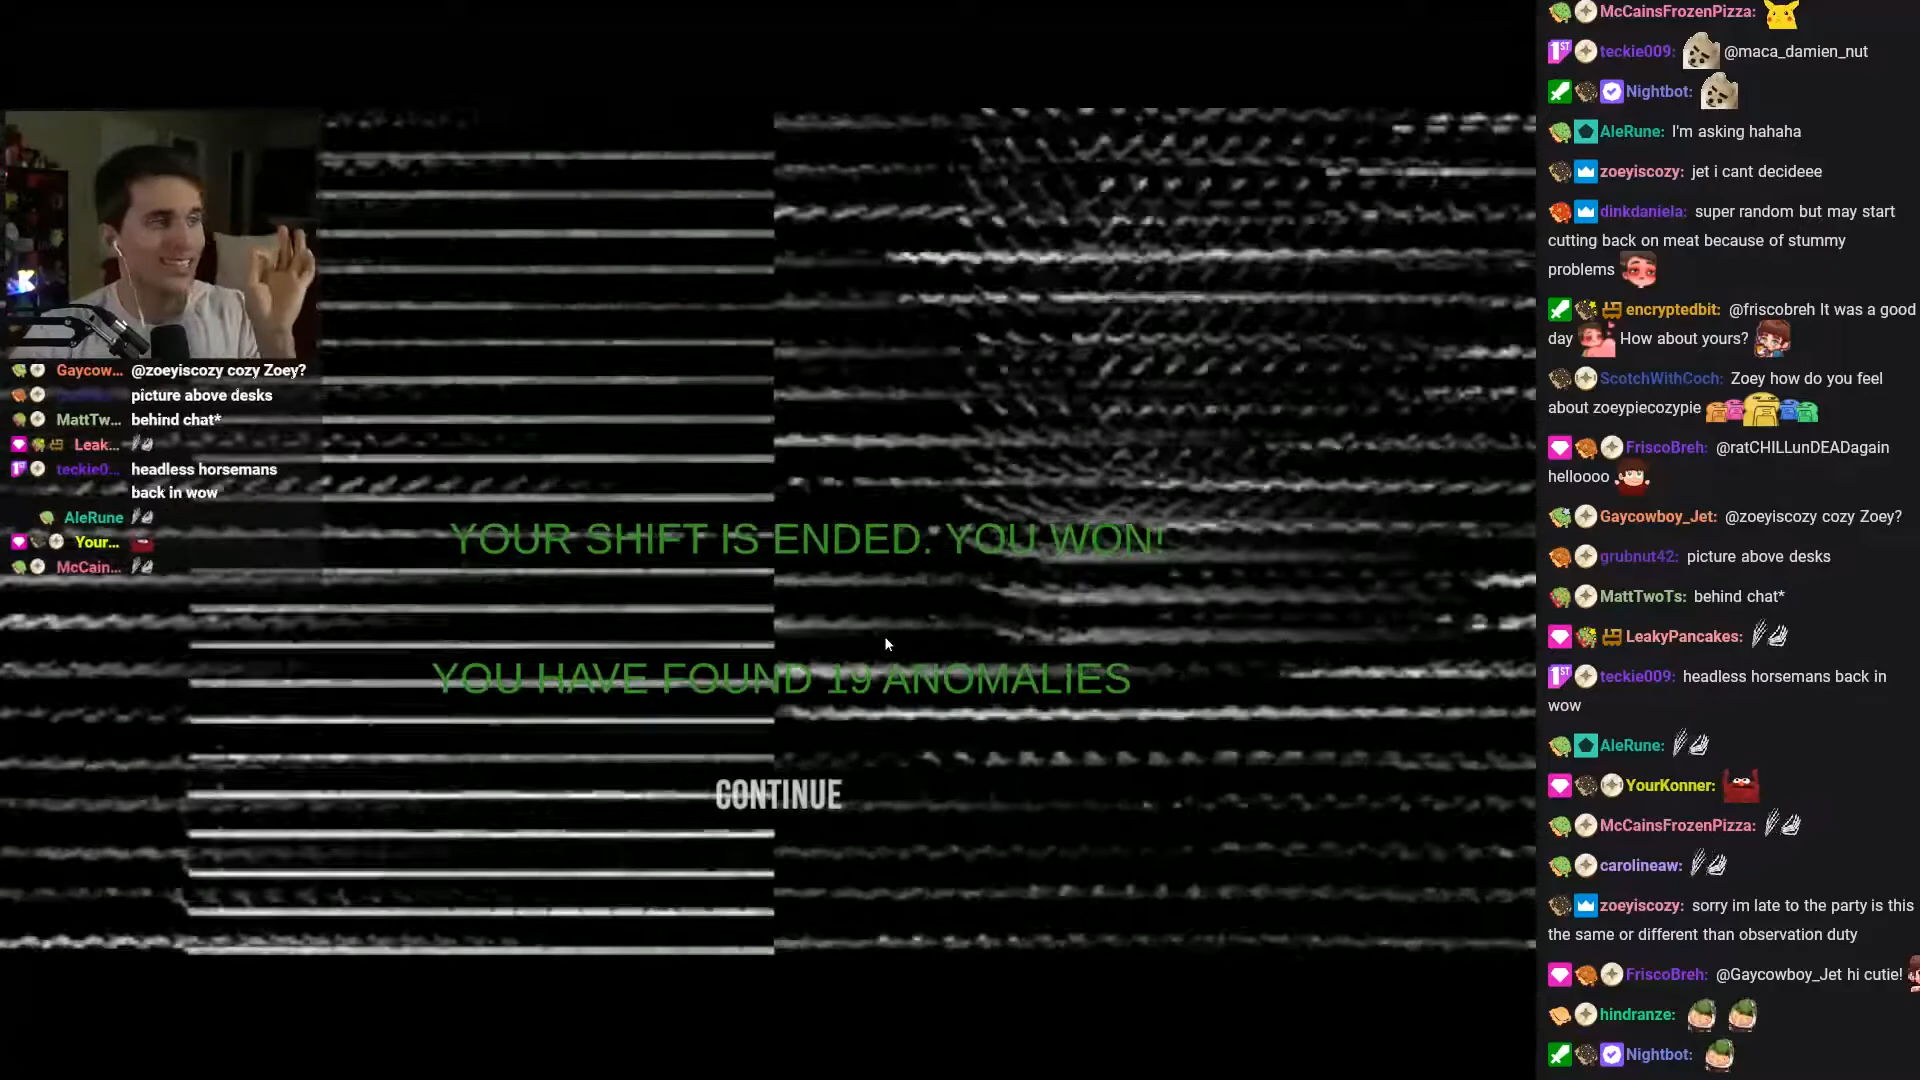 Gaycow... @zoeyiscozy cozy Zoey?
picture above desks
MattTw... behind chat*
Leak...
teckie0... headless horsemans
back in wow
AleRune
Your...
McCain...
YOUR SHIFT IS ENDED. YOU WON!
YOU HAVE FOUND 19 ANOMALIES
CONTINUE
McCainsFrozenPizza:
1ST teckie009: @maca_damien_nut
Nightbot:
AleRune: I'm asking hahaha
zoeyiscozy: jet i cant decideee
dinkdaniela: super random but may start
cutting back on meat because of stummy
problems
encryptedbit: @friscobreh It was a good
day How about yours?
ScotchWithCoch: Zoey how do you feel
about zoeypiecozypie
FriscoBreh: @ratCHILLunDEADagain
helloooo
Gaycowboy_Jet: @zoeyiscozy cozy Zoey?
grubnut42: picture above desks
MattTwoTs: behind chat*
LeakyPancakes:
1ST teckie009: headless horsemans back in
wow
AleRune:
YourKonner:
McCainsFrozenPizza:
carolineaw:
zoeyiscozy: sorry im late to the party is this
the same or different than observation duty
FriscoBreh: @Gaycowboy_Jet hi cutie!
hindranze:
Nightbot: